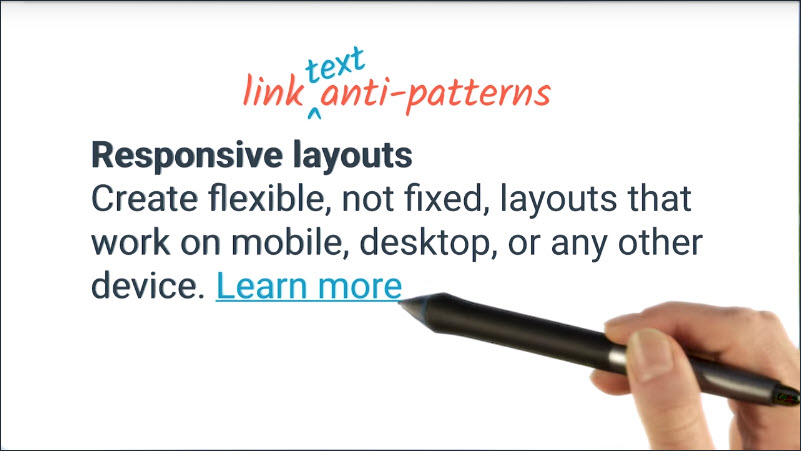 link text anti-patterns
Responsive layouts
Create flexible, not fixed, layouts that
work on mobile, desktop, or any other
device. Learn more